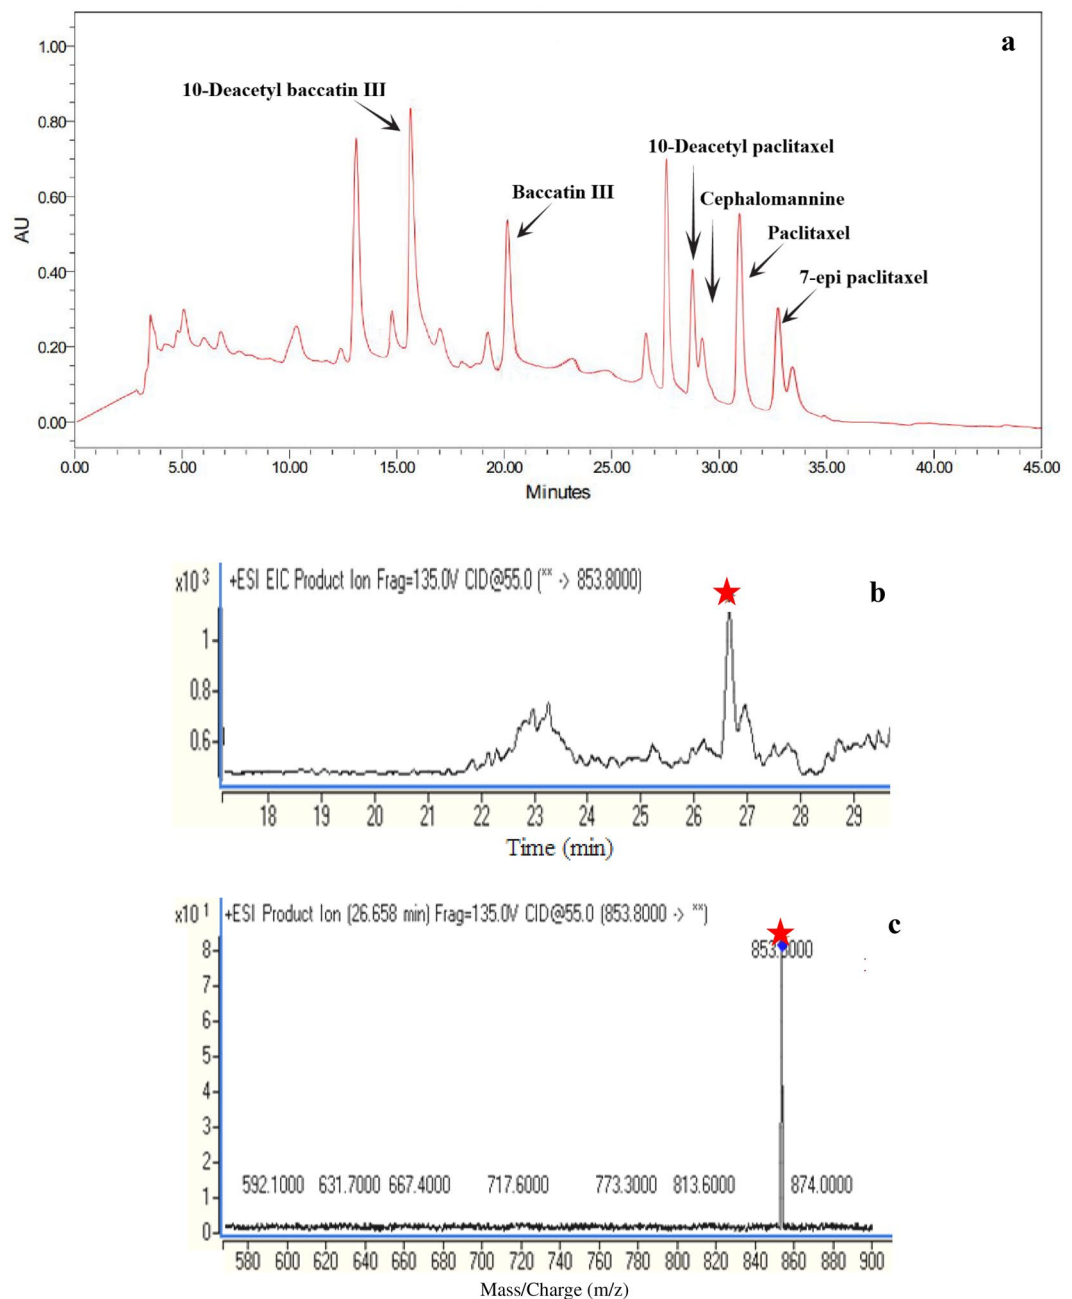 a
1.00
10-Deacetyl baccatin III
0.80
10-Deacetyl paclitaxel
0.60
Baccatin III
Cephalomannine
AU
Paclitaxel
0.40
7-epi paclitaxel
0.20
0.00
0.00 5.00 10.00 15.00 20.00 25.00 30.00 35.00 40.00 45.00
Minutes
x10 3 +ESI EIC Product Ion Frag=135.0V CID@55.0 (** -> 853.8000)
b
1
0.8
0.6
18 19 20 21 22 23 24 25 26 27 28 29
Time (min)
x10 1 +ESI Product Ion (26.658 min) Frag=135.0V CID@55.0 (853.8000 -> **)
c
853.8000
8
7
6
5
4
3
2
592.1000 631.7000 667.4000 717.6000 773.3000 813.6000 874.0000
1
0
580 600 620 640 660 680 700 720 740 760 780 800 820 840 860 880 900
Mass/Charge (m/z)